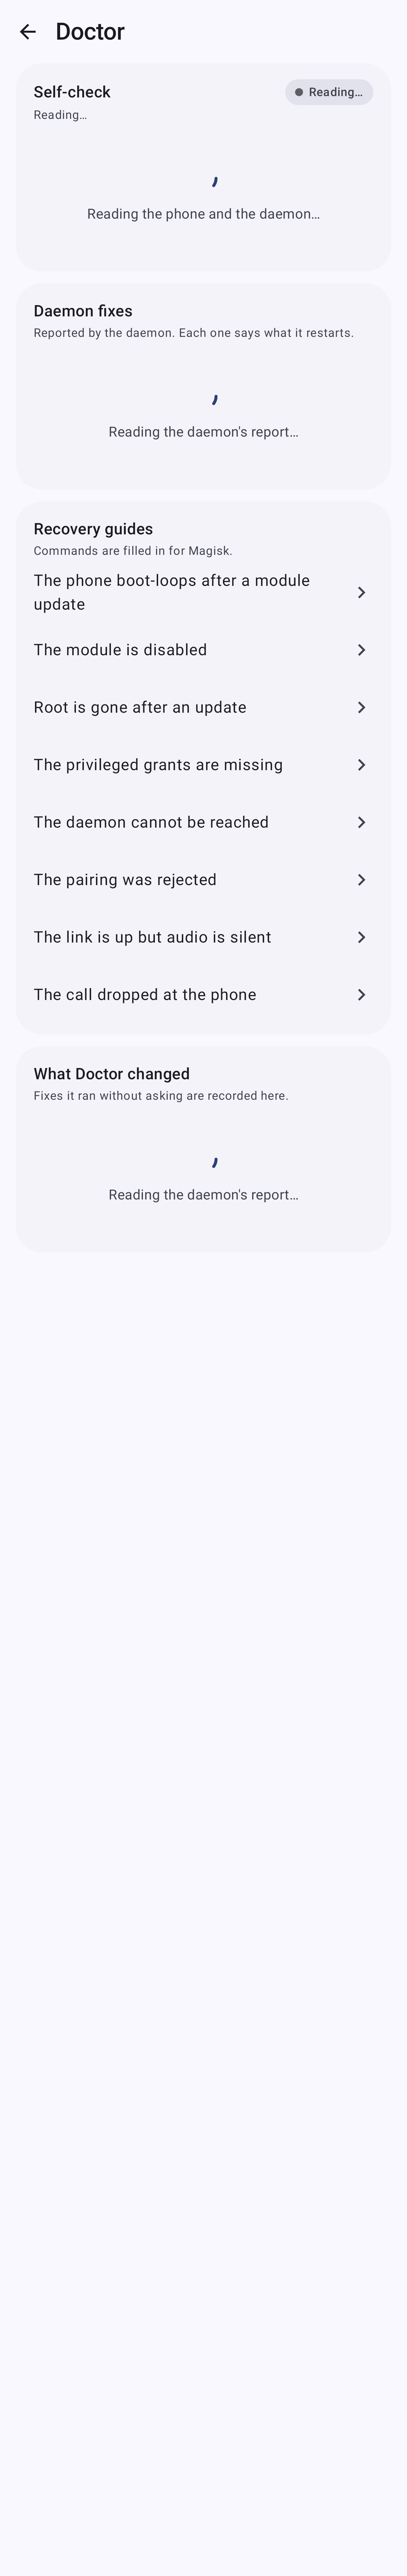 Doctor
Self-check
Reading…
Reading…
Reading the phone and the daemon…
Daemon fixes
Reported by the daemon. Each one says what it restarts.
Reading the daemon's report…
Recovery guides
Commands are filled in for Magisk.
The phone boot-loops after a module
update
The module is disabled
Root is gone after an update
The privileged grants are missing
The daemon cannot be reached
The pairing was rejected
The link is up but audio is silent
The call dropped at the phone
What Doctor changed
Fixes it ran without asking are recorded here.
Reading the daemon's report…